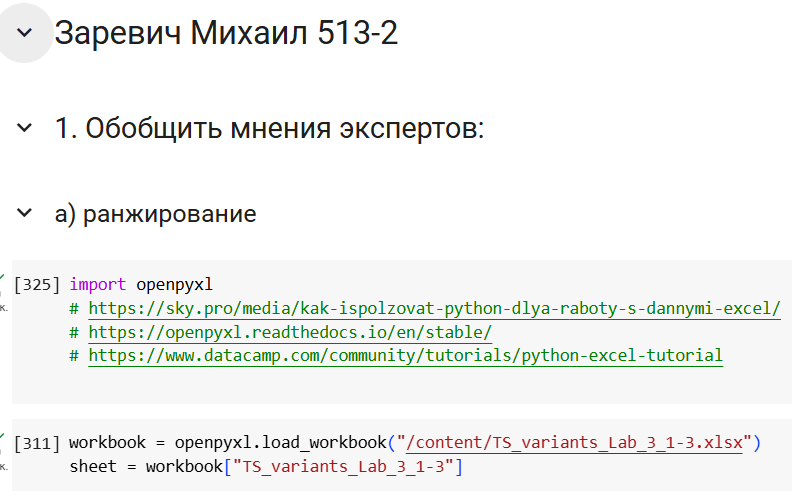 Заревич Михаил 513-2
1. Обобщить мнения экспертов:
а) ранжирование
[325] import openpyxl
# https://sky.pro/media/kak-ispolzovat-python-dlya-raboty-s-dannymi-excel/
# https://openpyxl.readthedocs.io/en/stable/
# https://www.datacamp.com/community/tutorials/python-excel-tutorial
к.
[311] workbook = openpyxl.load_workbook("/content/TS_variants_Lab_3_1-3.xlsx")
sheet = workbook["TS_variants_Lab_3_1-3"]
к.